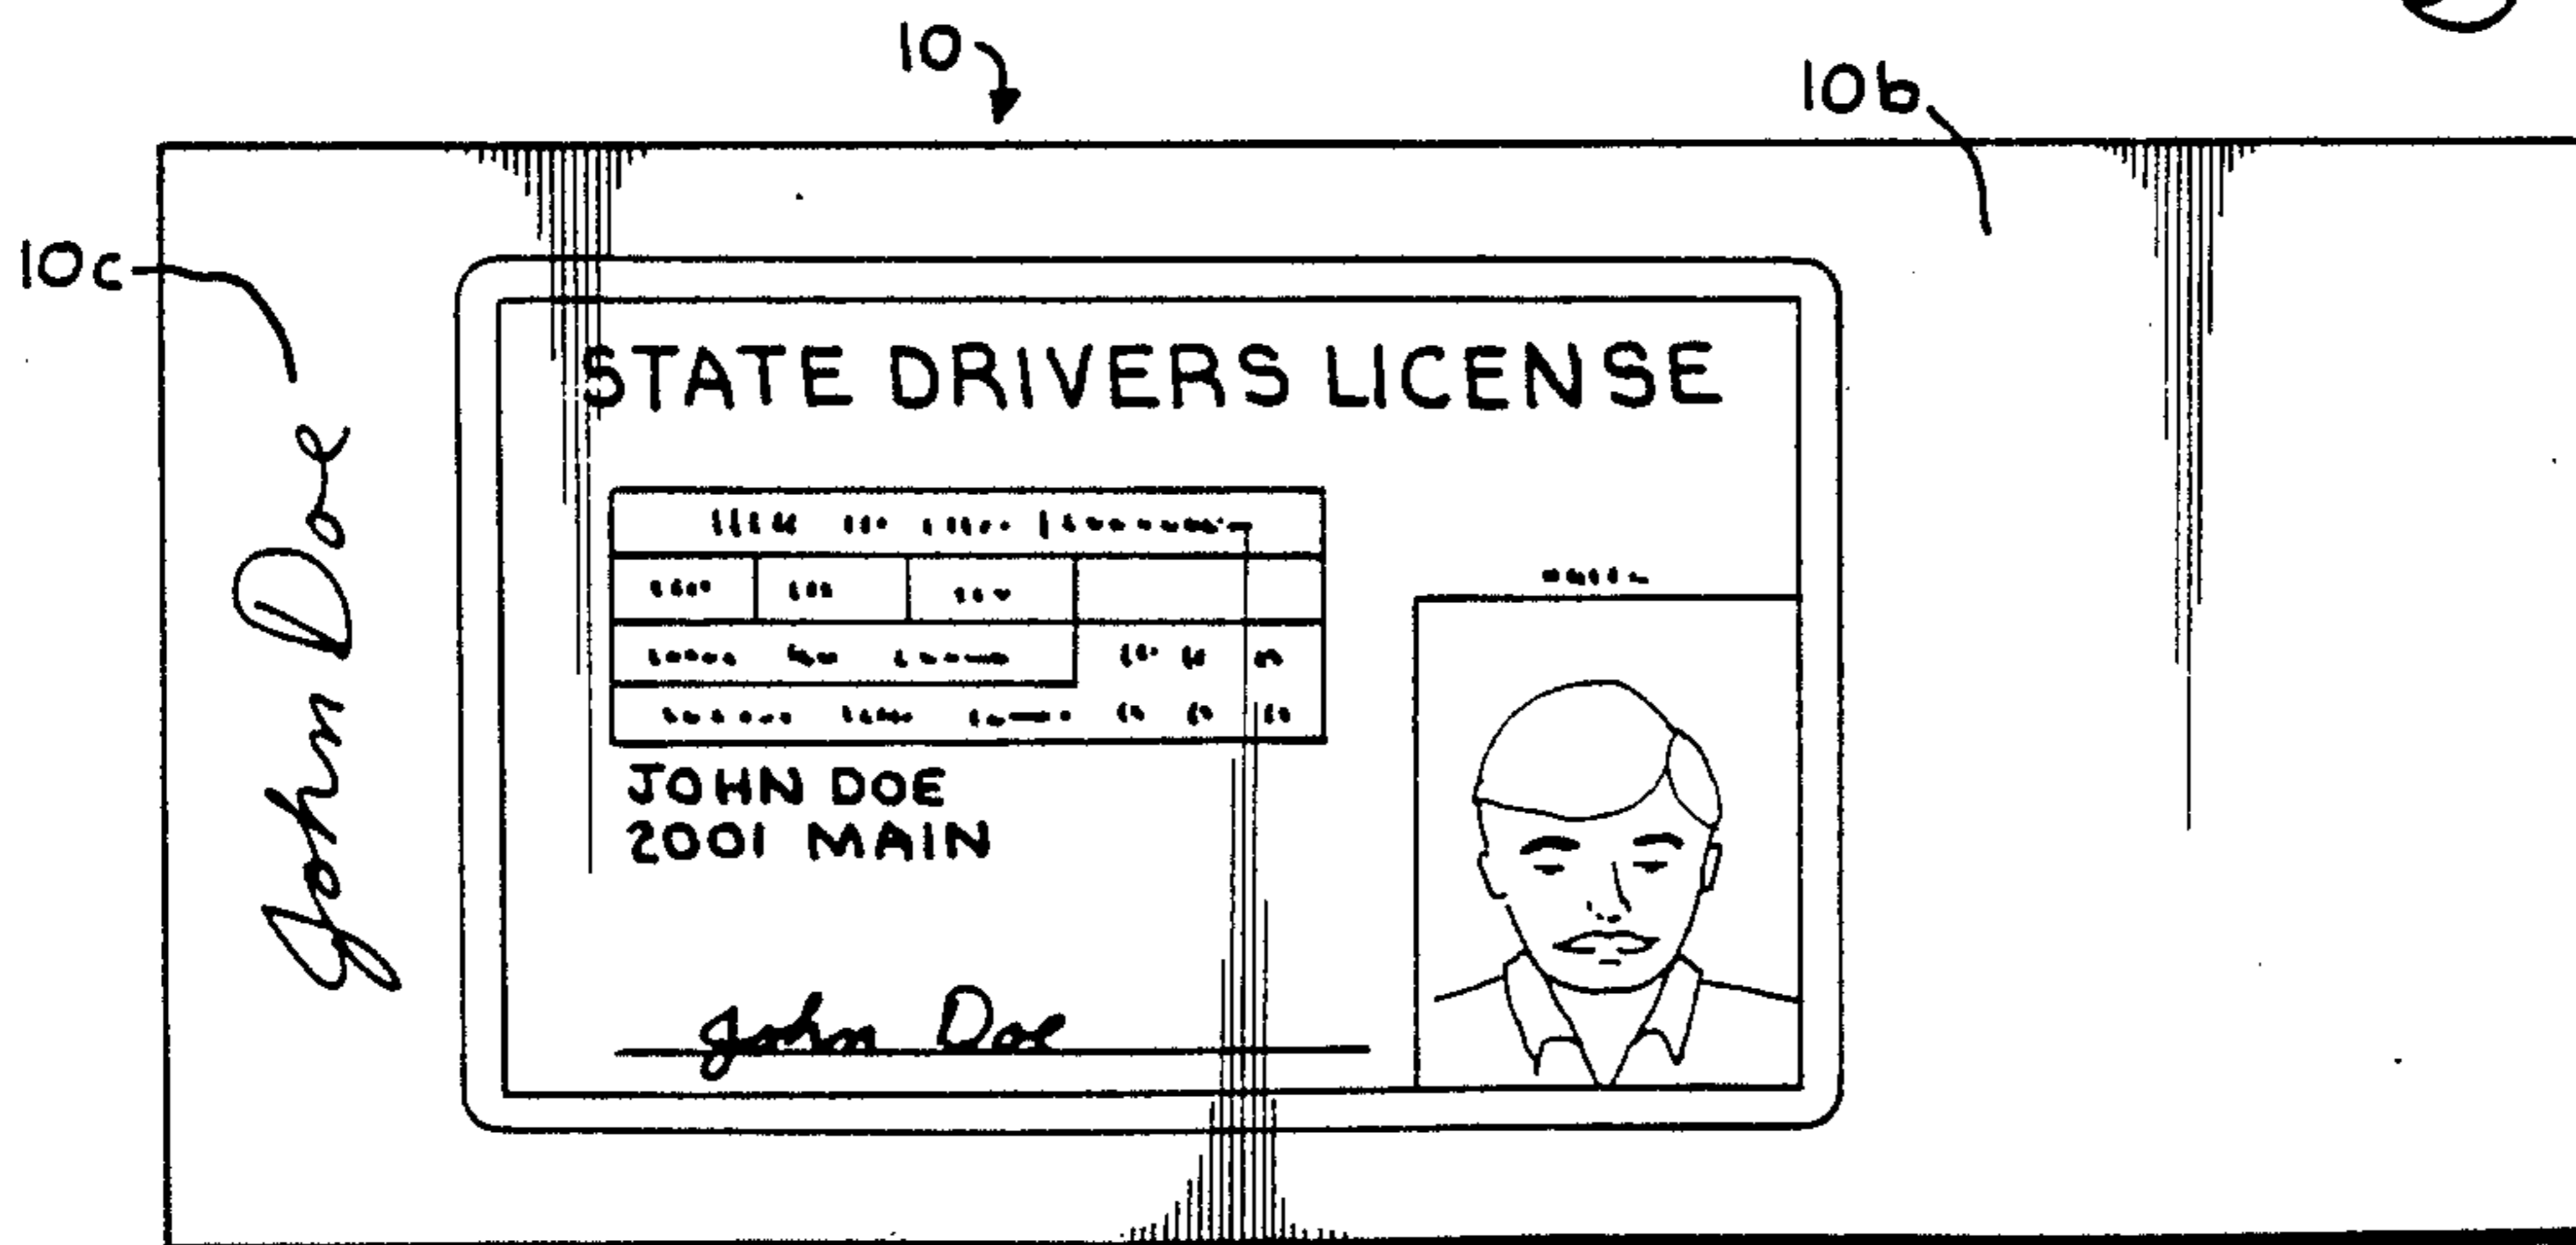 10
10b
10c
John Doe
STATE DRIVERS LICENSE
JOHN DOE
2001 MAIN
John Doe